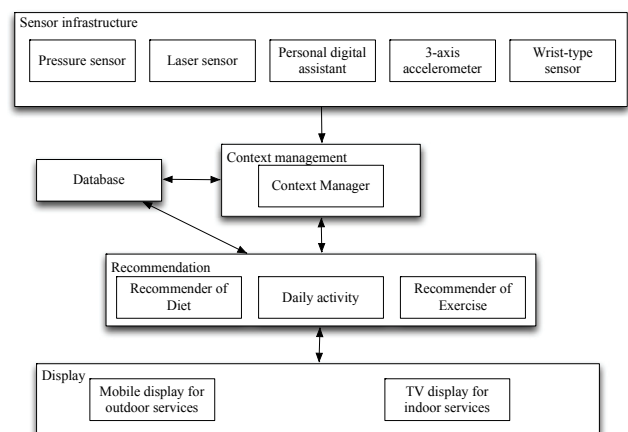 Sensor infrastructure
Pressure sensor
Laser sensor
Personal digital
assistant
3-axis
accelerometer
Wrist-type
sensor
Context management
Context Manager
Database
Recommendation
Recommender of
Diet
Daily activity
Recommender of
Exercise
Display
Mobile display for
outdoor services
TV display for
indoor services